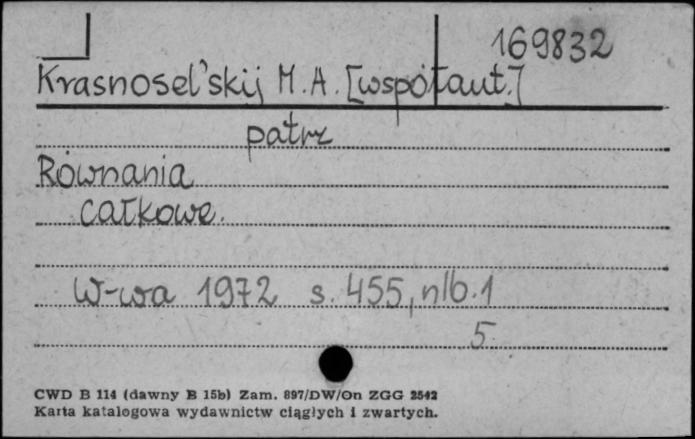 169832
Krasnosel'skij M.A. [współaut.]
patrz
Równania
całkowe.
W-wa 1972 s. 455, nlb. 1
5
CWD B 114 (dawny B 15b) Zam. 897/DW/On ZGG 2542
Karta katalogowa wydawnictw ciągłych i zwartych.